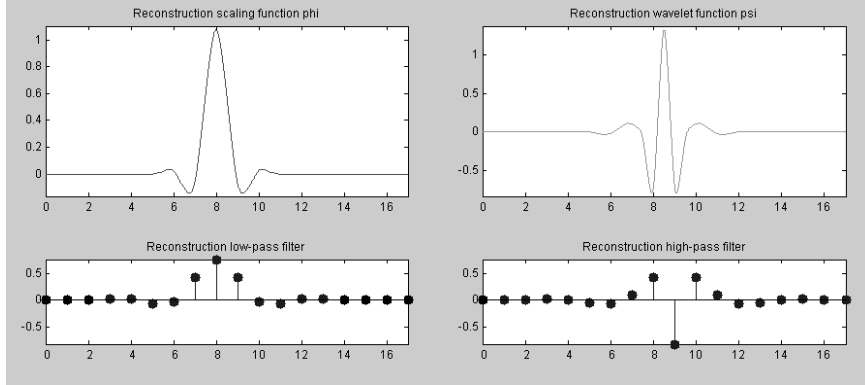 Reconstruction scaling function phi
1
0.8
0.6
0.4
0.2
0
0 2 4 6 8 10 12 14 16
Reconstruction wavelet function psi
1
0.5
0
-0.5
0 2 4 6 8 10 12 14 16
Reconstruction low-pass filter
0.5
0
-0.5
0 2 4 6 8 10 12 14 16
Reconstruction high-pass filter
0.5
0
-0.5
0 2 4 6 8 10 12 14 16